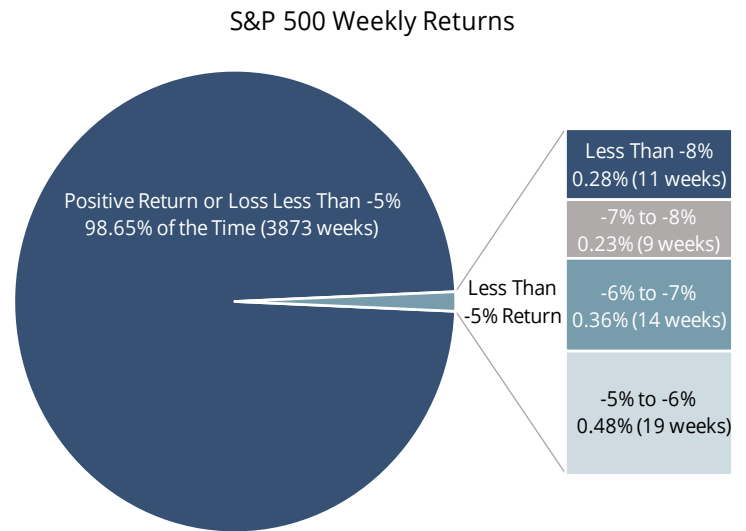 S&P 500 Weekly Returns
Positive Return or Loss Less Than -5%
98.65% of the Time (3873 weeks)
Less Than
-5% Return
Less Than -8%
0.28% (11 weeks)
-7% to -8%
0.23% (9 weeks)
-6% to -7%
0.36% (14 weeks)
-5% to -6%
0.48% (19 weeks)